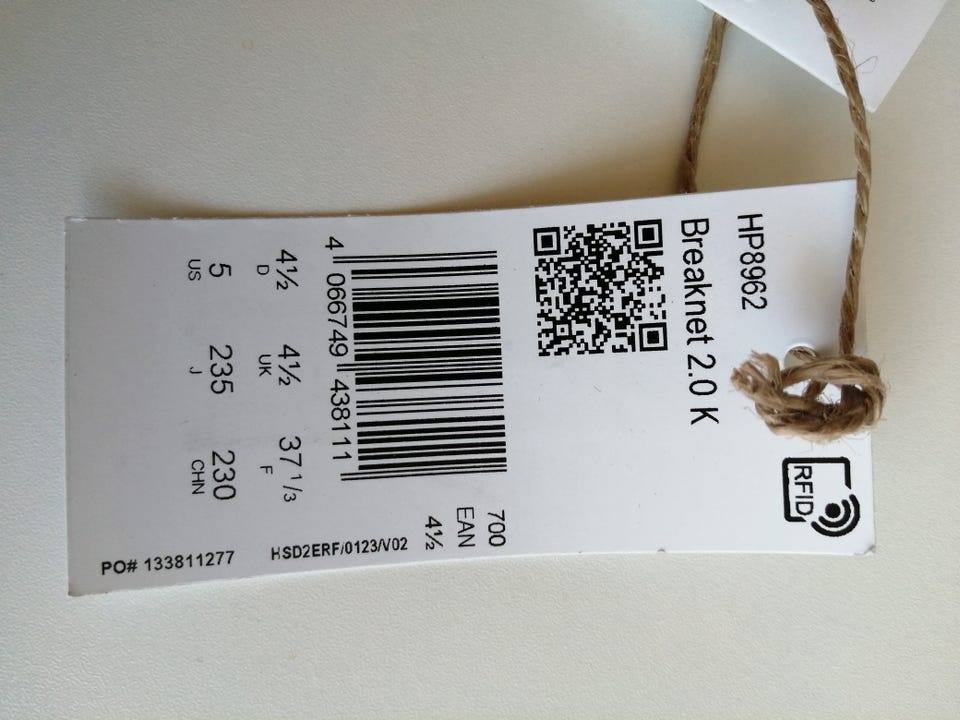 HP8962
Breaknet 2.0 K
RFID
700
EAN
4½
4 066749 438111
HSD2ERF/0123/V02
4½ 4½ 37 1/3
D UK F
5 235 230
US J CHN
PO# 133811277